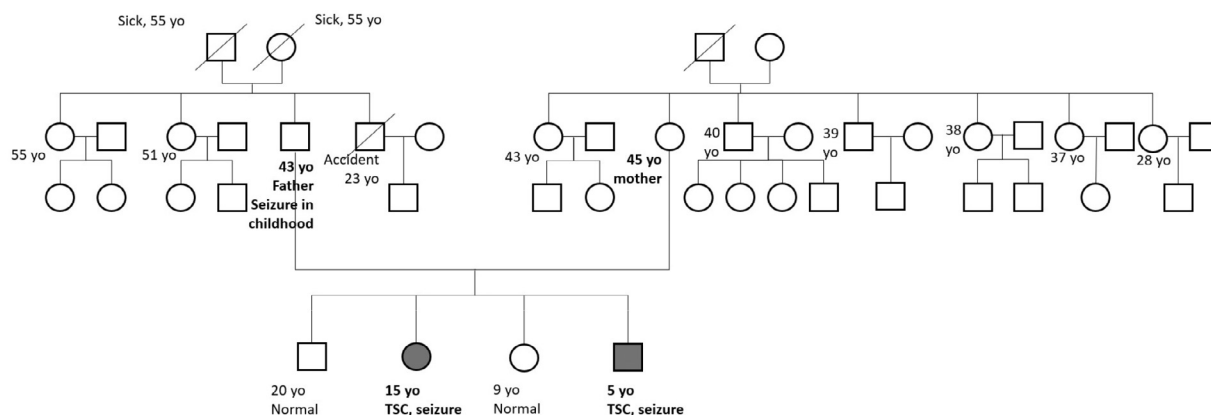 Sick, 55 yo
Sick, 55 yo
55 yo
51 yo
43 yo
Father
Seizure in
childhood
Accident
23 yo
43 yo
45 yo
mother
40
yo
39
yo
38
yo
37 yo
28 yo
20 yo
Normal
15 yo
TSC, seizure
9 yo
Normal
5 yo
TSC, seizure